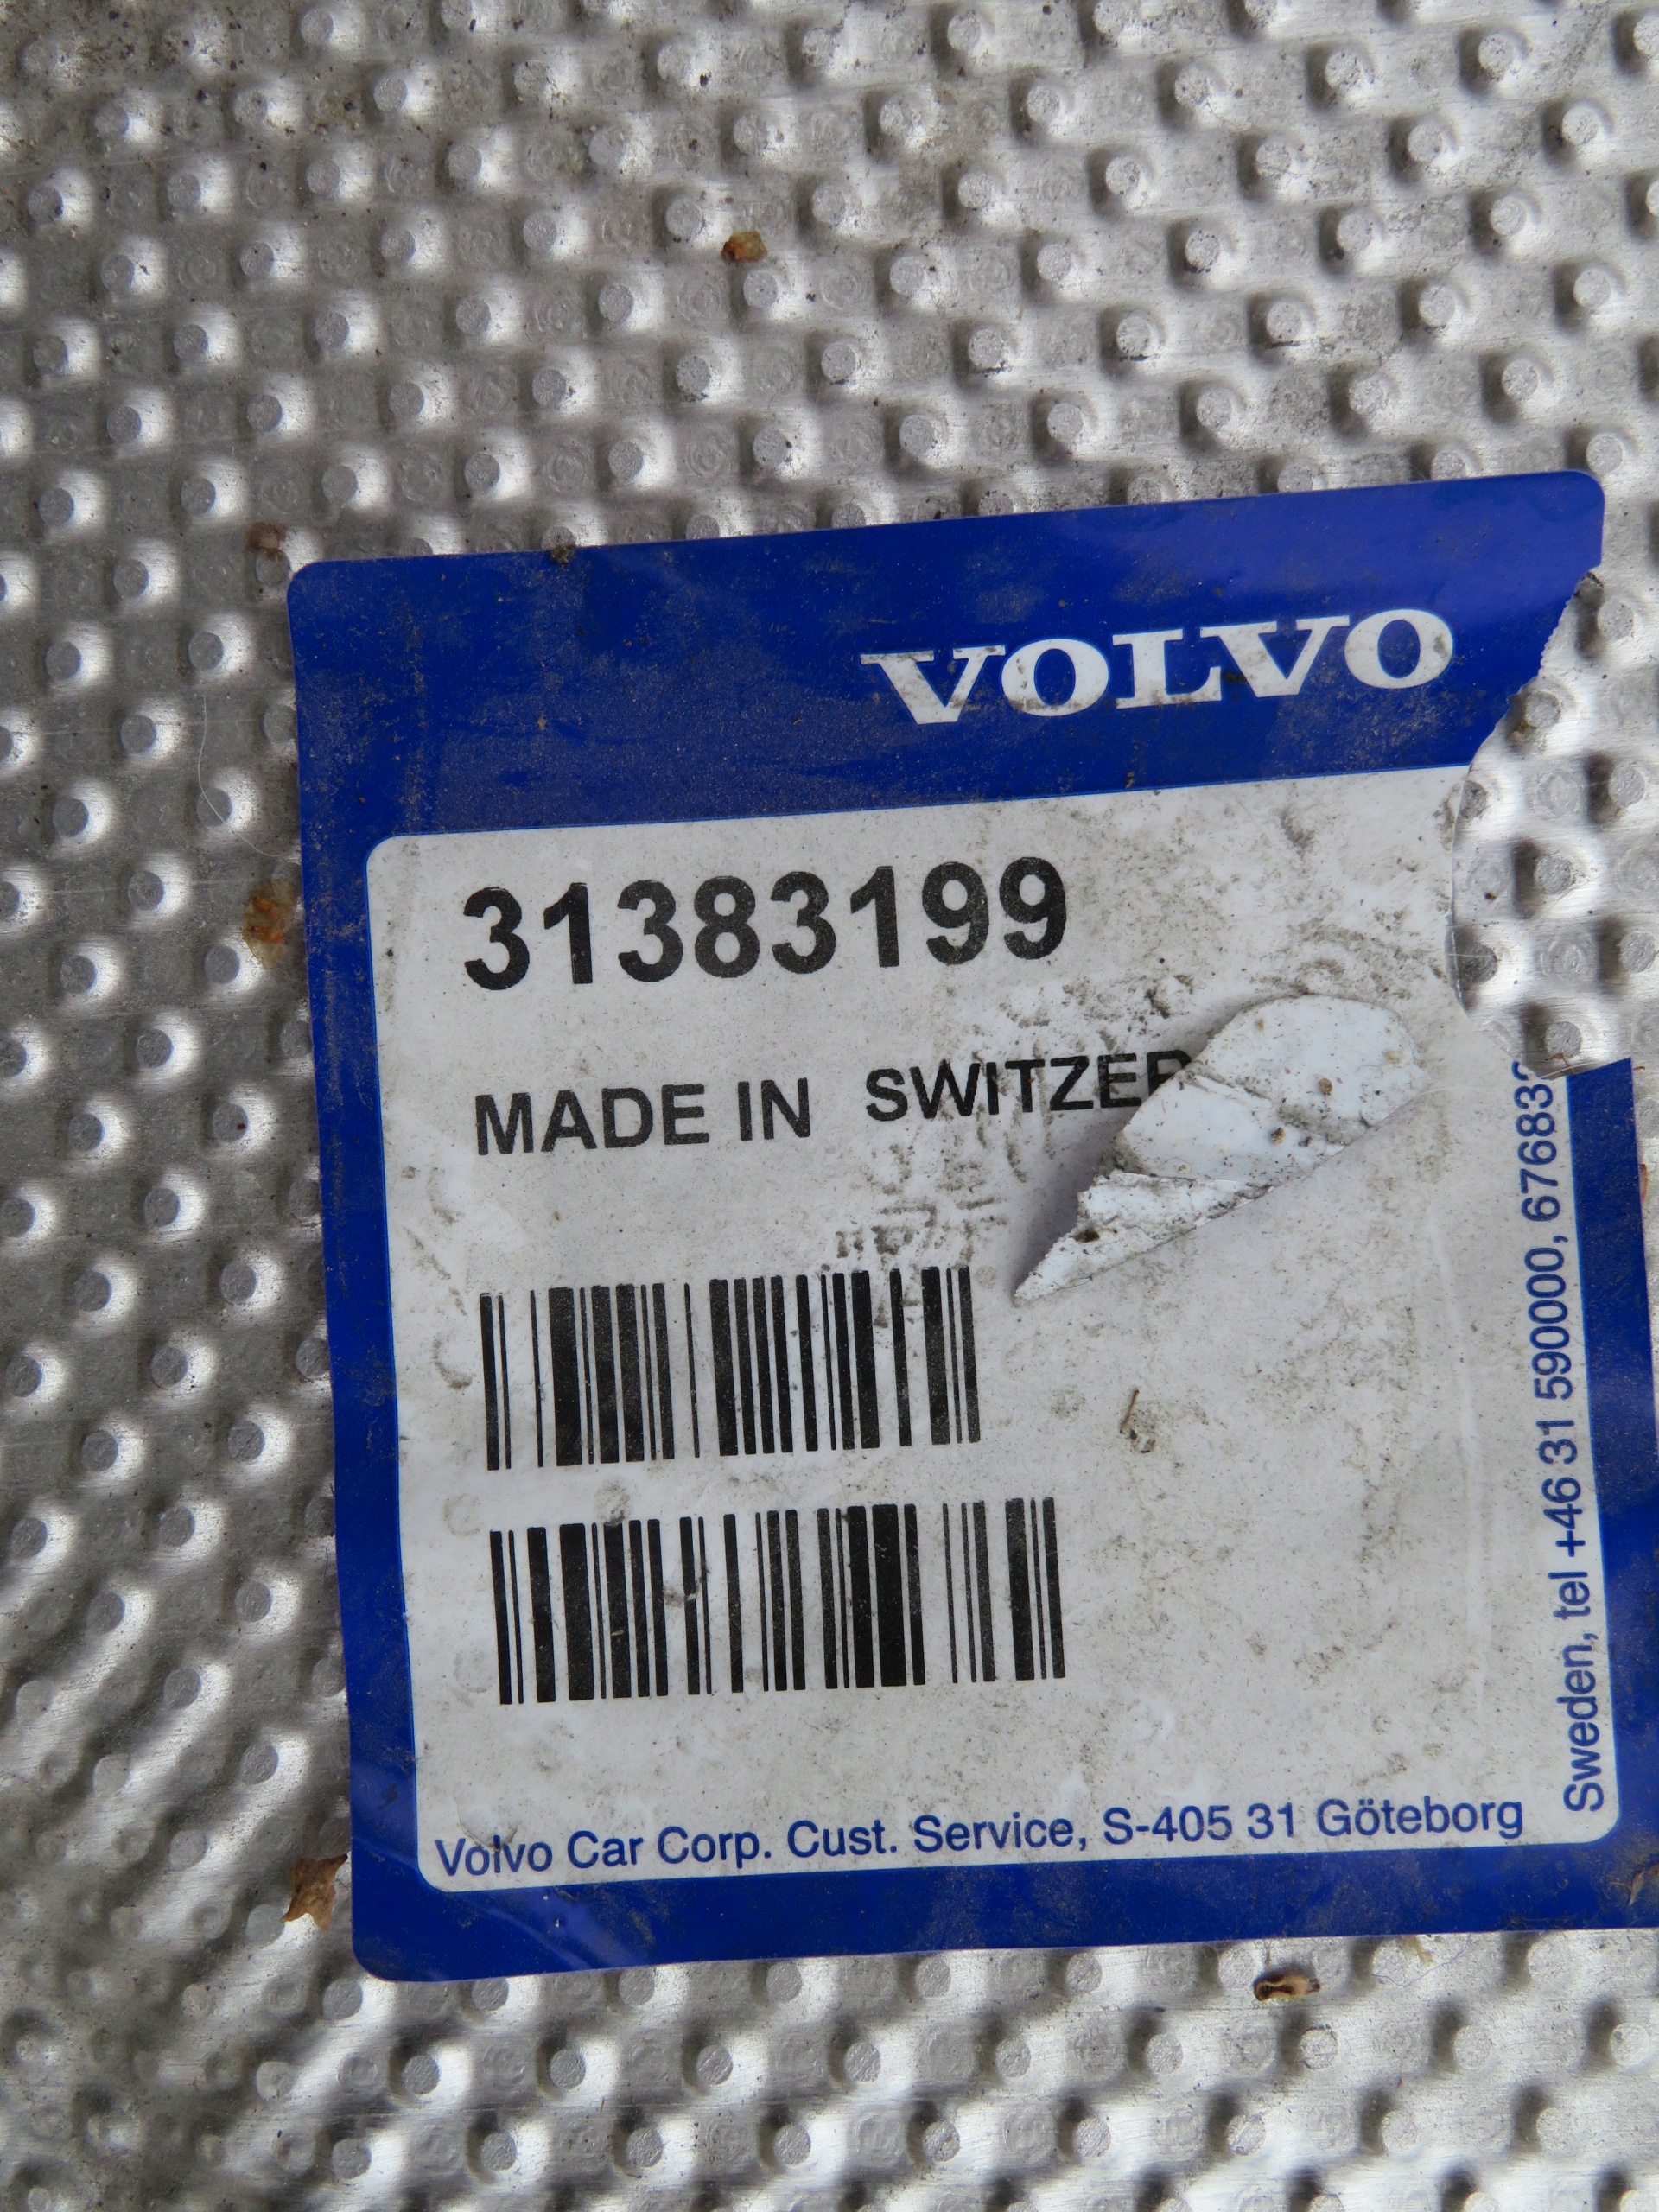 VOLVO
31383199
MADE IN SWITZER
Volvo Car Corp. Cust. Service, S-405 31 Göteborg
Sweden, tel +46 31 590000, 67683